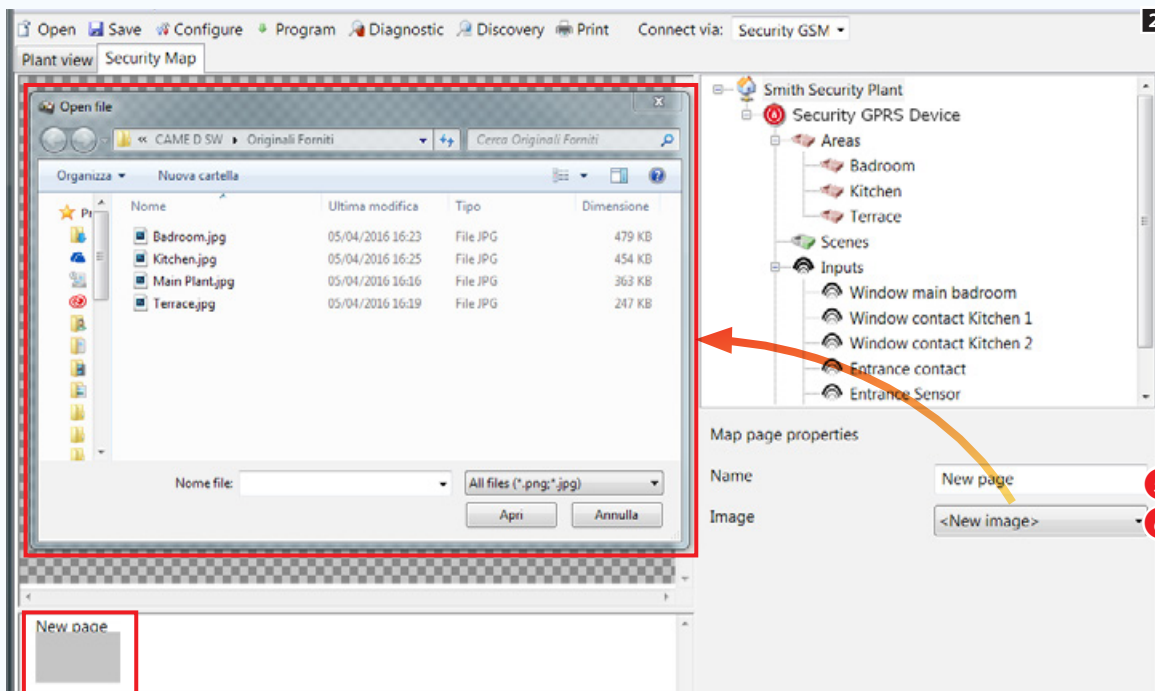 Open Save Configure Program Diagnostic Discovery Print Connect via: Security GSM
2
Plant view Security Map
Open file
« CAME D SW Originali Forniti Cerca Originali Forniti
Organizza Nuova cartella
Nome Ultima modifica Tipo Dimensione
Badroom.jpg 05/04/2016 16:23 File JPG 479 KB
Kitchen.jpg 05/04/2016 16:25 File JPG 454 KB
Main Plant.jpg 05/04/2016 16:16 File JPG 363 KB
Terrace.jpg 05/04/2016 16:19 File JPG 247 KB
Nome file: All files (*.png;*.jpg)
Apri Annulla
Smith Security Plant
Security GPRS Device
Areas
Badroom
Kitchen
Terrace
Scenes
Inputs
Window main badroom
Window contact Kitchen 1
Window contact Kitchen 2
Entrance contact
Entrance Sensor
Map page properties
Name New page
Image <New image>
New page